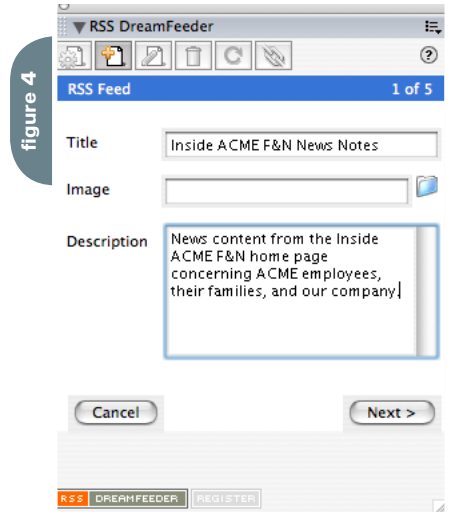 figure 4
RSS DreamFeeder
RSS Feed 1 of 5
Title Inside ACME F&N News Notes
Image
Description News content from the Inside
ACME F&N home page
concerning ACME employees,
their families, and our company.
Cancel Next >
RSS DREAMFEEDER REGISTER